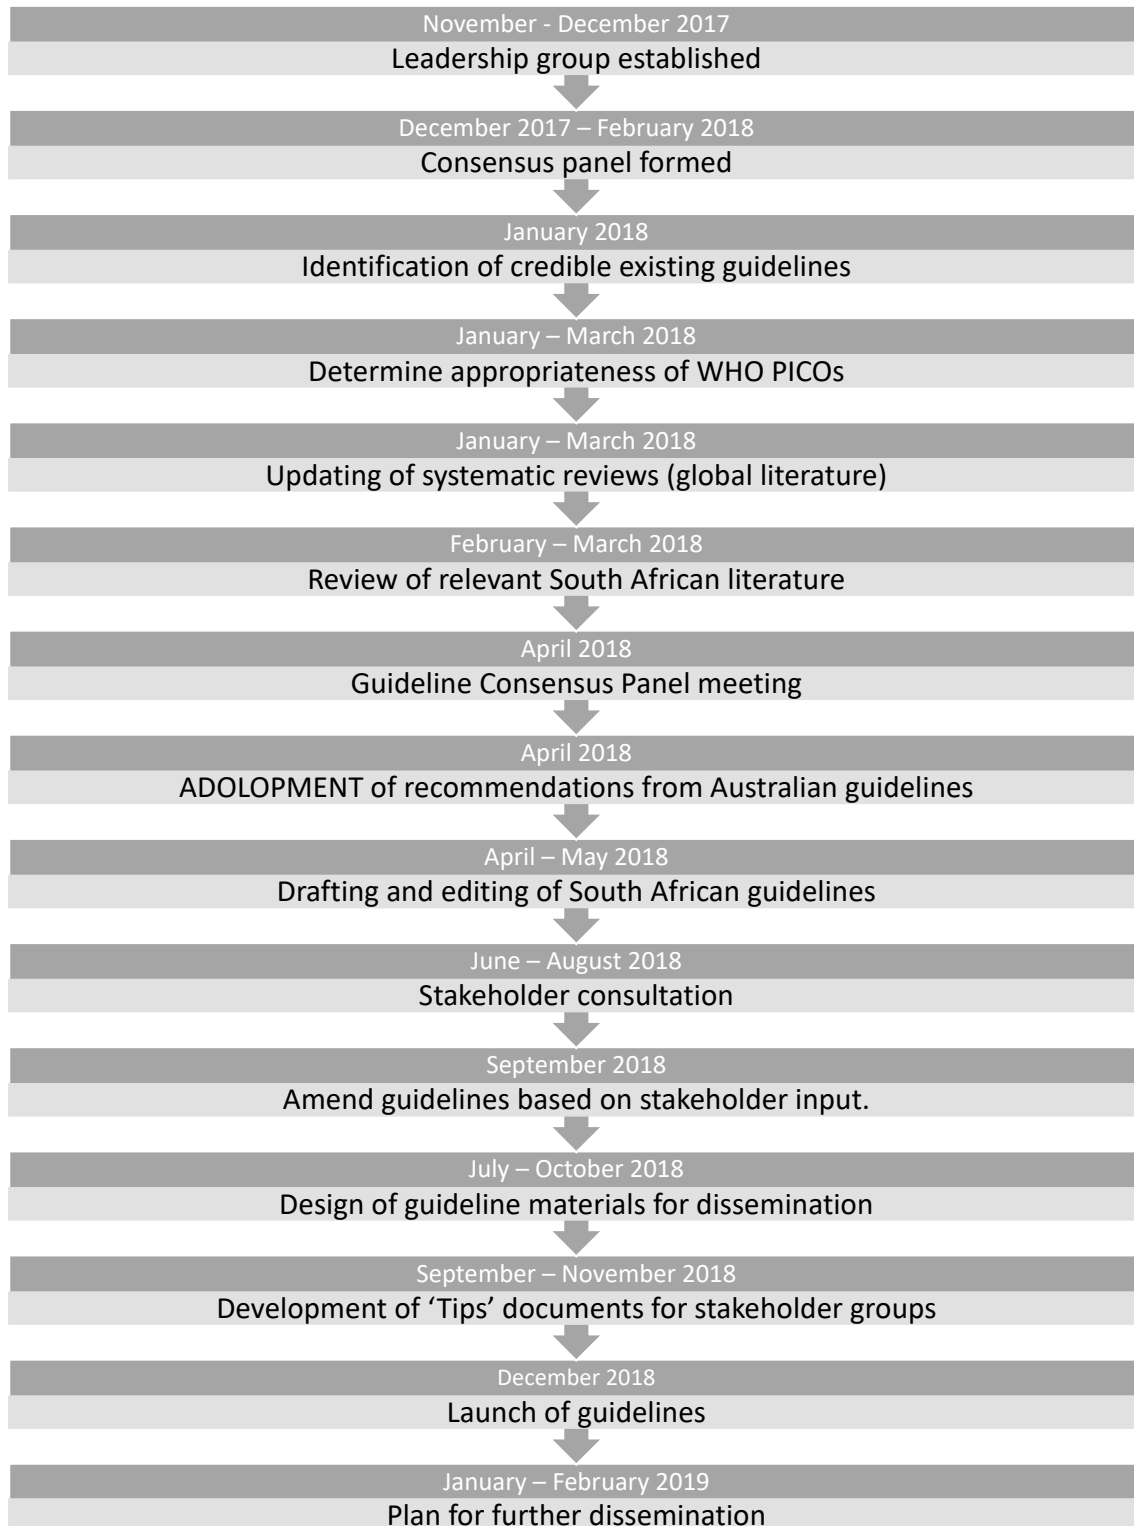 November - December 2017
Leadership group established
December 2017 – February 2018
Consensus panel formed
January 2018
Identification of credible existing guidelines
January – March 2018
Determine appropriateness of WHO PICOs
January – March 2018
Updating of systematic reviews (global literature)
February – March 2018
Review of relevant South African literature
April 2018
Guideline Consensus Panel meeting
April 2018
ADOLOPMENT of recommendations from Australian guidelines
April – May 2018
Drafting and editing of South African guidelines
June – August 2018
Stakeholder consultation
September 2018
Amend guidelines based on stakeholder input.
July – October 2018
Design of guideline materials for dissemination
September – November 2018
Development of ‘Tips’ documents for stakeholder groups
December 2018
Launch of guidelines
January – February 2019
Plan for further dissemination